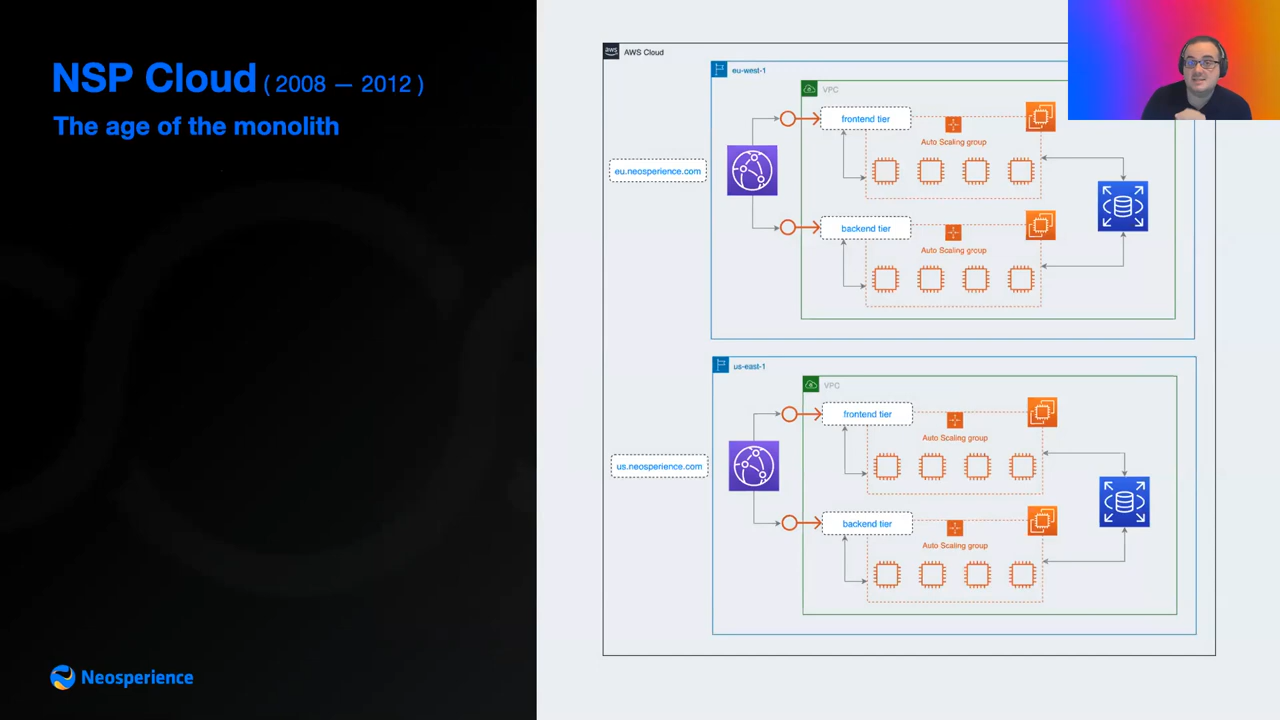 NSP Cloud ( 2008 — 2012 )
The age of the monolith
Neosperience
aws
AWS Cloud
eu-west-1
VPC
eu.neosperience.com
frontend tier
Auto Scaling group
backend tier
Auto Scaling group
us-east-1
VPC
us.neosperience.com
frontend tier
Auto Scaling group
backend tier
Auto Scaling group